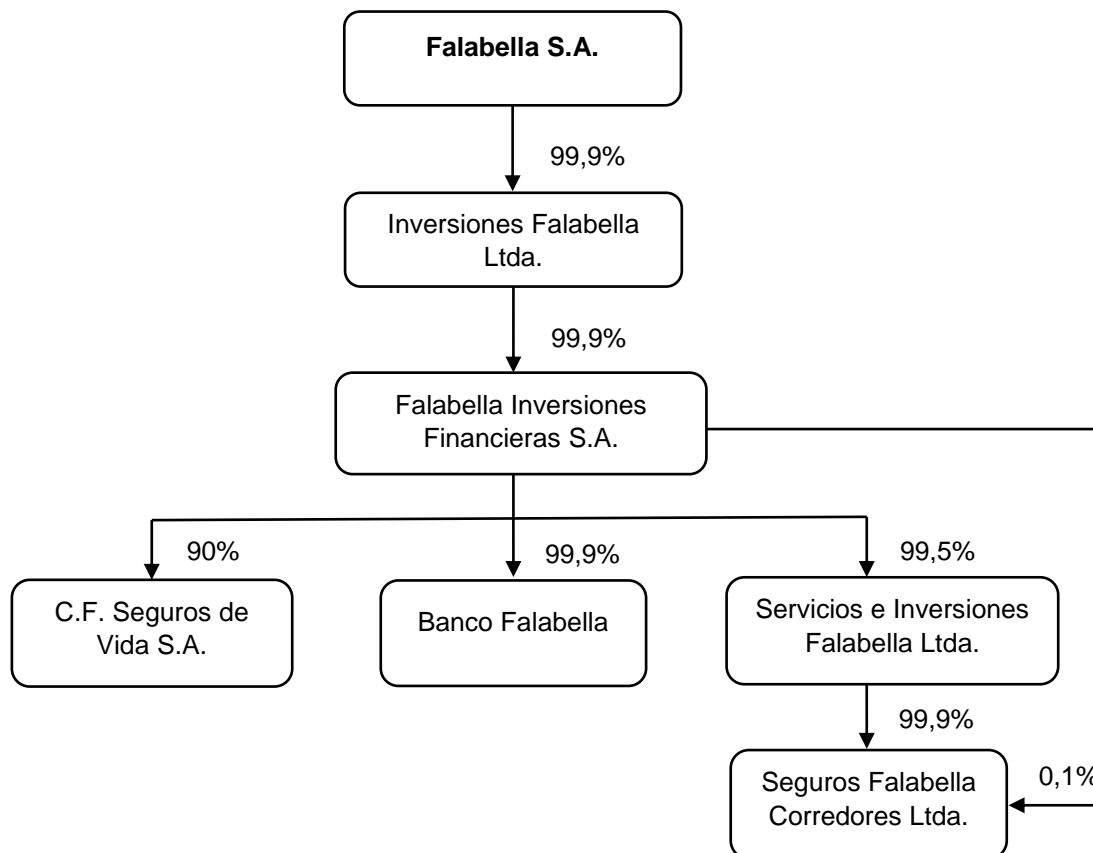 Falabella S.A.
99,9%
Inversiones Falabella
Ltda.
99,9%
Falabella Inversiones
Financieras S.A.
90%
99,9%
99,5%
C.F. Seguros de
Vida S.A.
Banco Falabella
Servicios e Inversiones
Falabella Ltda.
99,9%
Seguros Falabella
Corredores Ltda.
0,1%